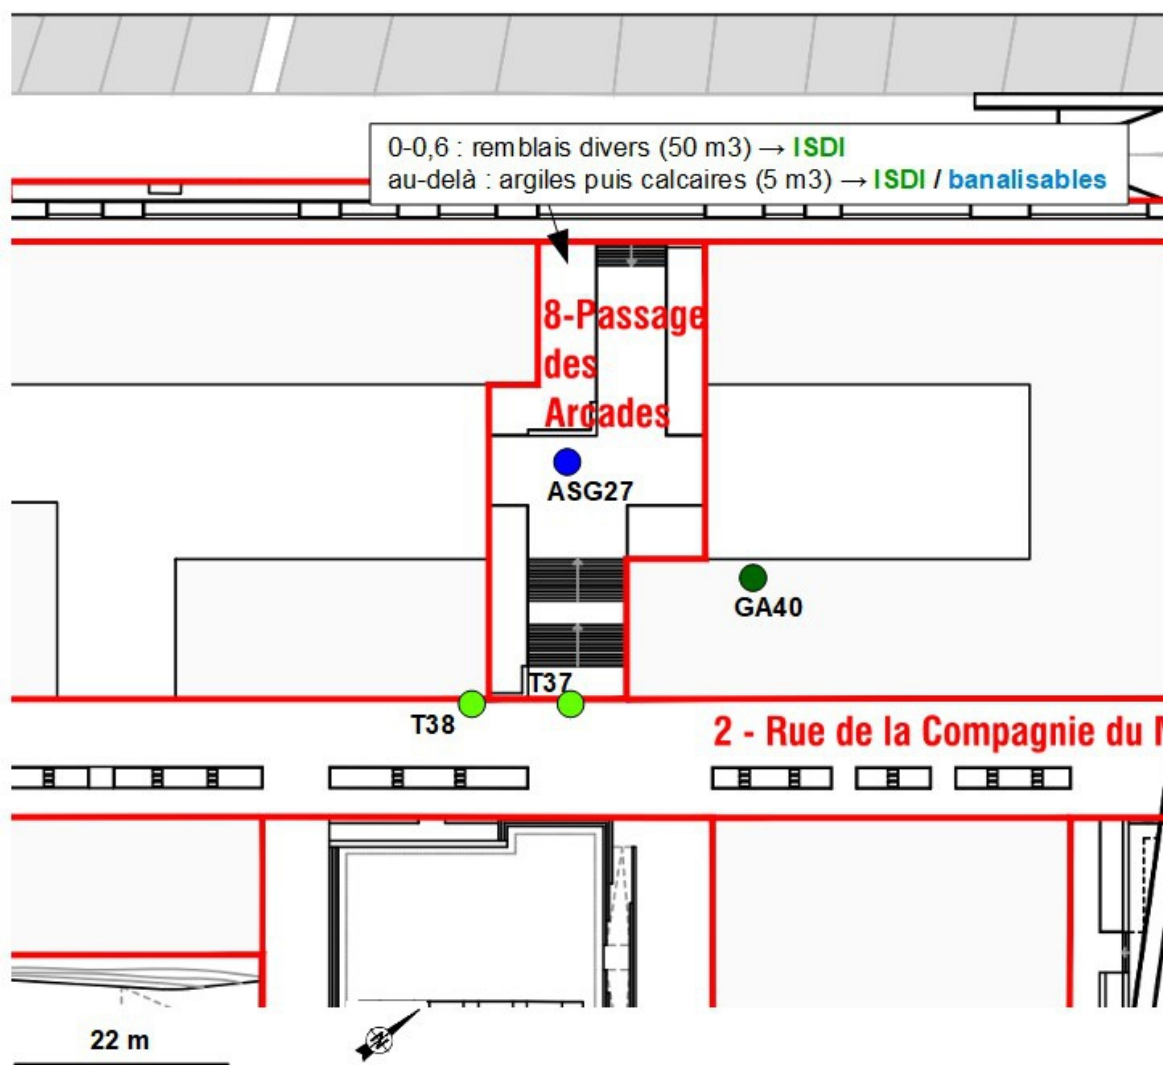 0-0,6 : remblais divers (50 m3) → ISDI
au-delà : argiles puis calcaires (5 m3) → ISDI / banalisables
8-Passage
des
Arcades
ASG27
GA40
T37
T38
2 - Rue de la Compagnie du
22 m
N